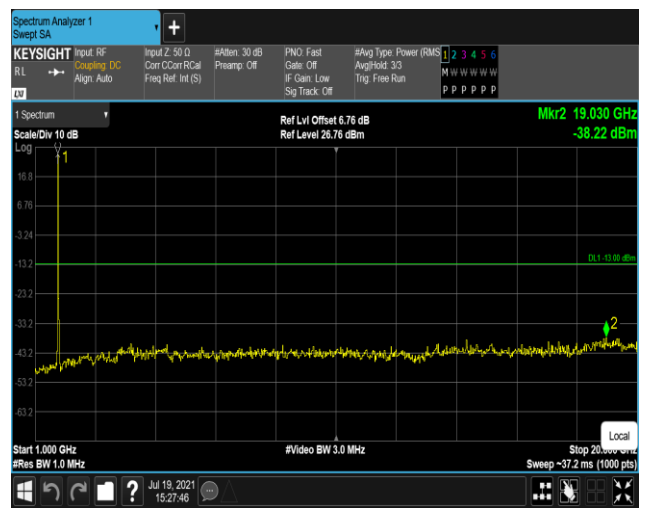 Spectrum Analyzer 1
Swept SA
+
KEYSIGHT Input: RF Input Z: 50 Ω #Atten: 30 dB PNO: Fast #Avg Type: Power (RMS 1 2 3 4 5 6
RL Coupling: DC Corr CCorr RCal Preamp: Off Gate: Off Avg|Hold: 3/3 M W W W W W
Align: Auto Freq Ref: Int (S) IF Gain: Low Trig: Free Run
LXI Sig Track: Off P P P P P P
1 Spectrum Ref Lvl Offset 6.76 dB Mkr2 19.030 GHz
Scale/Div 10 dB Ref Level 26.76 dBm -38.22 dBm
Log
1
16.8
6.76
-3.24
DL1 -13.00 dBm
-13.2
-23.2
-33.2
2
-43.2
-53.2
-63.2
Local
Start 1.000 GHz #Video BW 3.0 MHz Stop
#Res BW 1.0 MHz Sweep ~37.2 ms (1000 pts)
? Jul 19, 2021
15:27:46